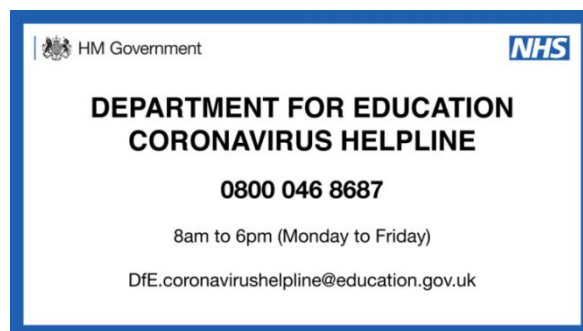 HM Government
NHS
DEPARTMENT FOR EDUCATION
CORONAVIRUS HELPLINE
0800 046 8687
8am to 6pm (Monday to Friday)
DfE.coronavirushelpline@education.gov.uk